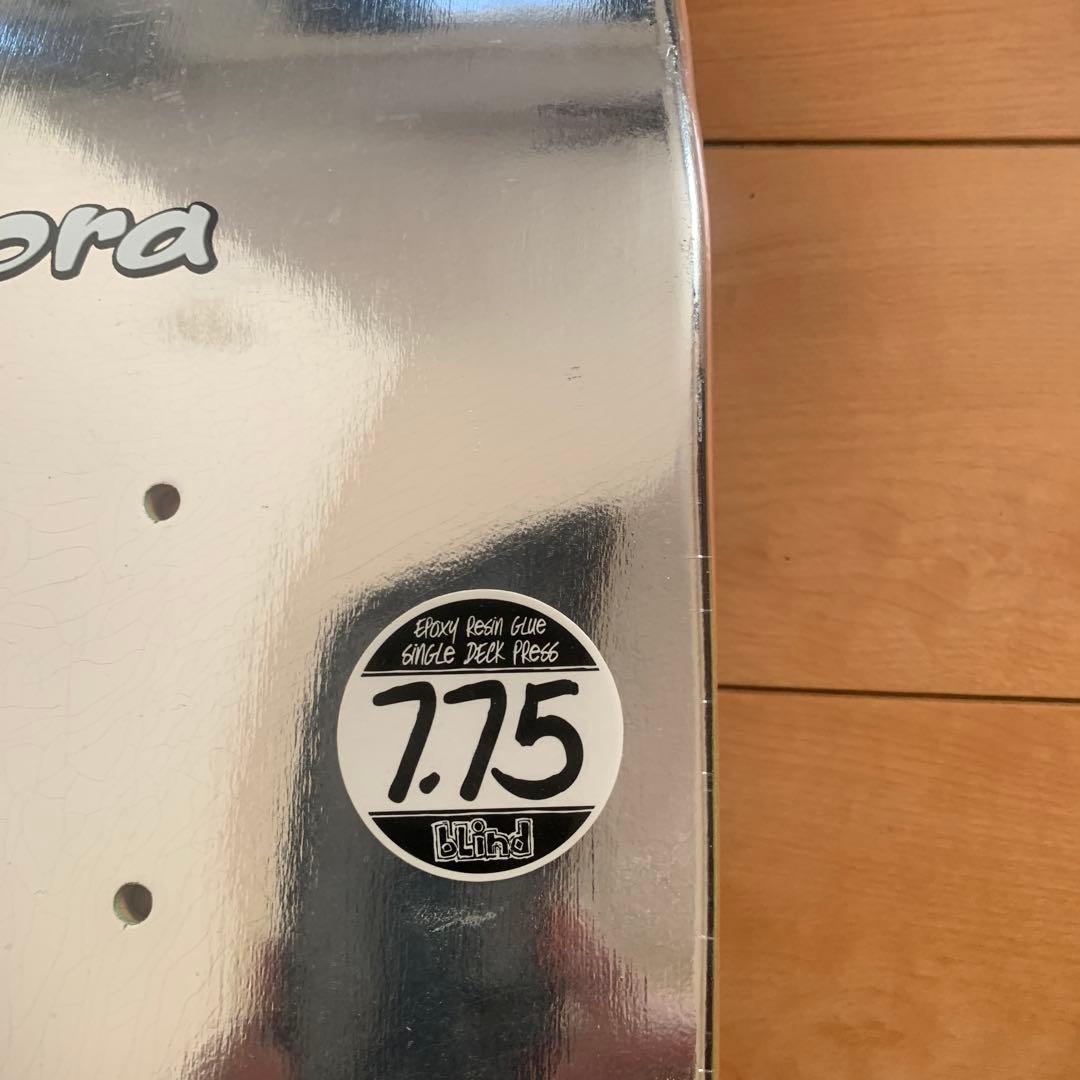 ora
EPOXY Resin GLUE
SiNGLE DECK PRESS
7.75
bLind